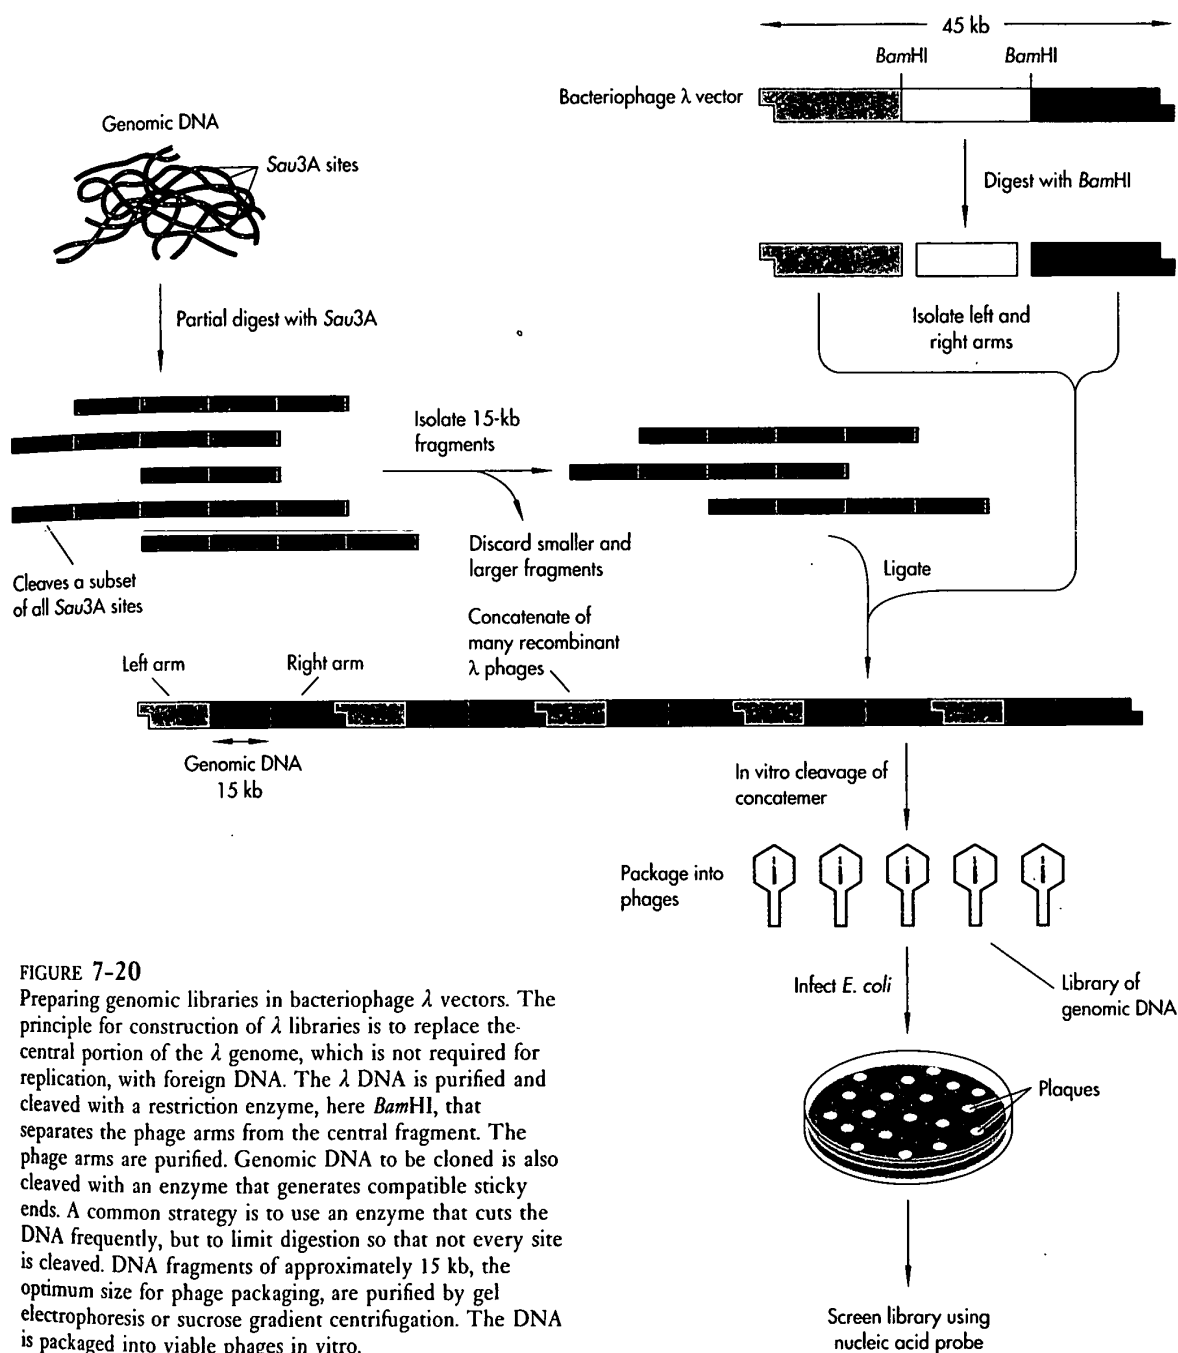 45 kb
BamHI
BamHI
Bacteriophage λ vector
Genomic DNA
Sau3A sites
Digest with BamHI
Partial digest with Sau3A
Isolate left and
right arms
Isolate 15-kb
fragments
Discard smaller and
larger fragments
Cleaves a subset
of all Sau3A sites
Ligate
Concatenate of
many recombinant
λ phages
Left arm
Right arm
Genomic DNA
15 kb
In vitro cleavage of
concatemer
Package into
phages
Infect E. coli
Library of
genomic DNA
Plaques
Screen library using
nucleic acid probe
FIGURE 7-20
Preparing genomic libraries in bacteriophage λ vectors. The
principle for construction of λ libraries is to replace the
central portion of the λ genome, which is not required for
replication, with foreign DNA. The λ DNA is purified and
cleaved with a restriction enzyme, here BamHI, that
separates the phage arms from the central fragment. The
phage arms are purified. Genomic DNA to be cloned is also
cleaved with an enzyme that generates compatible sticky
ends. A common strategy is to use an enzyme that cuts the
DNA frequently, but to limit digestion so that not every site
is cleaved. DNA fragments of approximately 15 kb, the
optimum size for phage packaging, are purified by gel
electrophoresis or sucrose gradient centrifugation. The DNA
is packaged into viable phages in vitro.